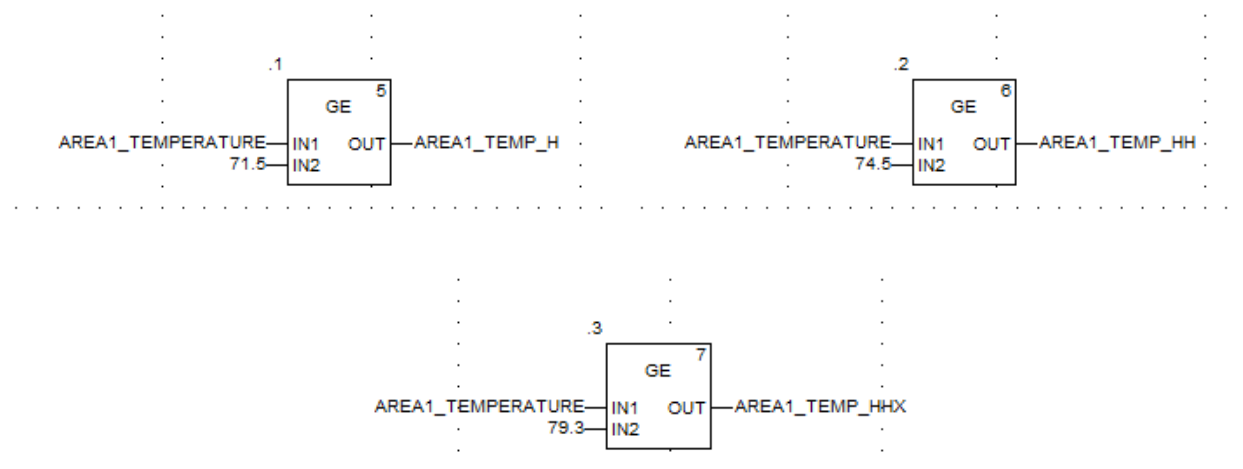 .1
5
GE
AREA1_TEMPERATURE IN1 OUT AREA1_TEMP_H
71.5 IN2
.2
6
GE
AREA1_TEMPERATURE IN1 OUT AREA1_TEMP_HH
74.5 IN2
.3
7
GE
AREA1_TEMPERATURE IN1 OUT AREA1_TEMP_HHX
79.3 IN2